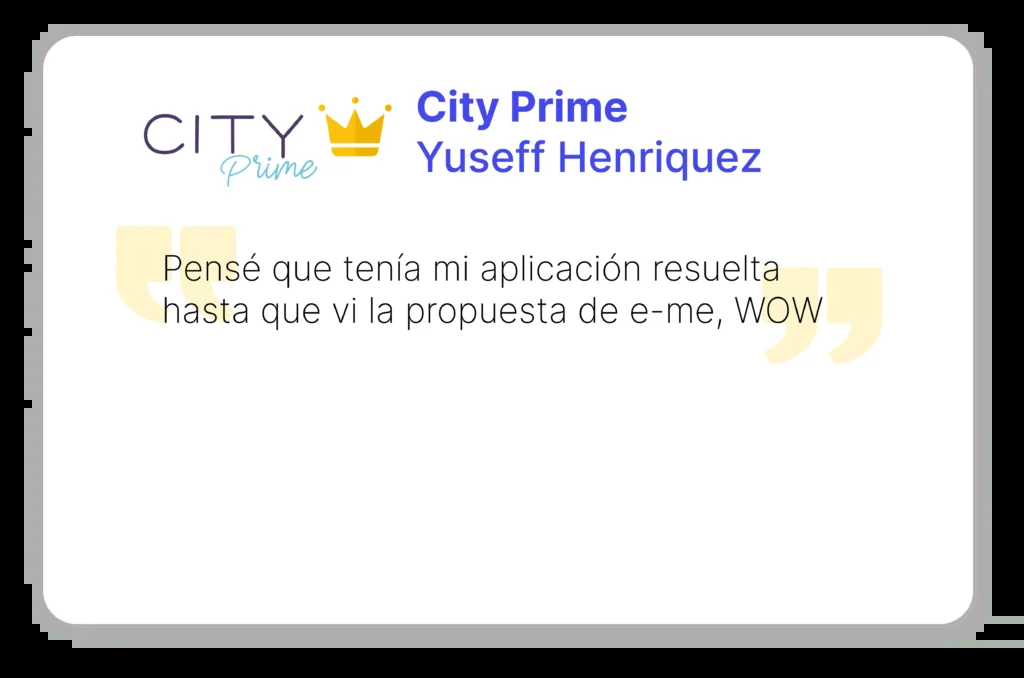 CITY
Prime
City Prime
Yuseff Henriquez
Pensé que tenía mi aplicación resuelta
hasta que vi la propuesta de e-me, WOW